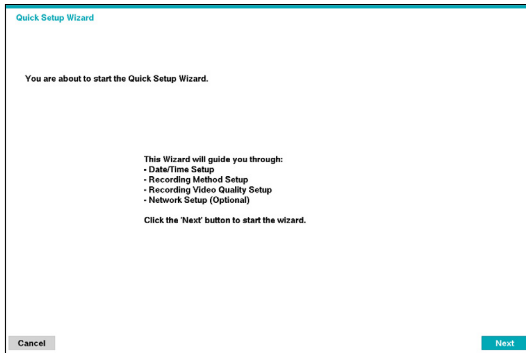 Quick Setup Wizard
You are about to start the Quick Setup Wizard.
This Wizard will guide you through:
- Date/Time Setup
- Recording Method Setup
- Recording Video Quality Setup
- Network Setup (Optional)
Click the 'Next' button to start the wizard.
Cancel
Next